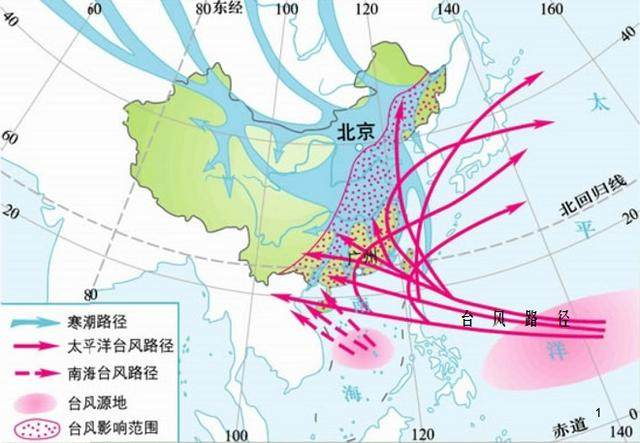 40
60
80东经
100
120
140
160
40
60
20
80
北京
太
北回归线
20
平
广州
南
台风路径
洋
海
寒潮路径
太平洋台风路径
南海台风路径
台风源地
台风影响范围
100
120
赤道
1
140
0